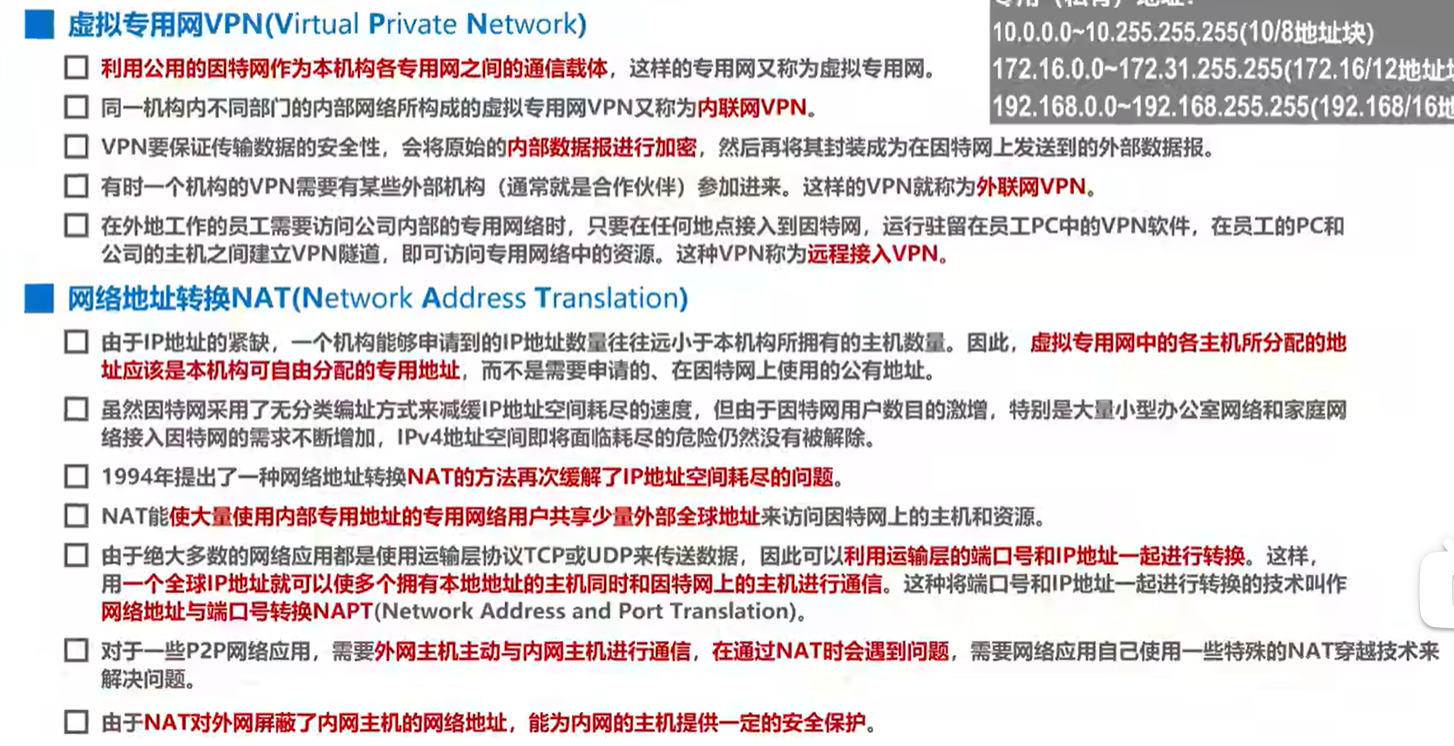 虚拟专用网VPN(Virtual Private Network)
专用（私有）地址：
10.0.0.0~10.255.255.255(10/8地址块)
172.16.0.0~172.31.255.255(172.16/12地址
192.168.0.0~192.168.255.255(192.168/16地
利用公用的因特网作为本机构各专用网之间的通信载体，这样的专用网又称为虚拟专用网。
同一机构内不同部门的内部网络所构成的虚拟专用网VPN又称为内联网VPN。
VPN要保证传输数据的安全性，会将原始的内部数据报进行加密，然后再将其封装成为在因特网上发送到的外部数据报。
有时一个机构的VPN需要有某些外部机构（通常就是合作伙伴）参加进来。这样的VPN就称为外联网VPN。
在外地工作的员工需要访问公司内部的专用网络时，只要在任何地点接入到因特网，运行驻留在员工PC中的VPN软件，在员工的PC和
公司的主机之间建立VPN隧道，即可访问专用网络中的资源。这种VPN称为远程接入VPN。
网络地址转换NAT(Network Address Translation)
由于IP地址的紧缺，一个机构能够申请到的IP地址数量往往远小于本机构所拥有的主机数量。因此，虚拟专用网中的各主机所分配的地
址应该是本机构可自由分配的专用地址，而不是需要申请的、在因特网上使用的公有地址。
虽然因特网采用了无分类编址方式来减缓IP地址空间耗尽的速度，但由于因特网用户数目的激增，特别是大量小型办公室网络和家庭网
络接入因特网的需求不断增加，IPv4地址空间即将面临耗尽的危险仍然没有被解除。
1994年提出了一种网络地址转换NAT的方法再次缓解了IP地址空间耗尽的问题。
NAT能使大量使用内部专用地址的专用网络用户共享少量外部全球地址来访问因特网上的主机和资源。
由于绝大多数的网络应用都是使用运输层协议TCP或UDP来传送数据，因此可以利用运输层的端口号和IP地址一起进行转换。这样，
用一个全球IP地址就可以使多个拥有本地地址的主机同时和因特网上的主机进行通信。这种将端口号和IP地址一起进行转换的技术叫作
网络地址与端口号转换NAPT(Network Address and Port Translation)。
对于一些P2P网络应用，需要外网主机主动与内网主机进行通信，在通过NAT时会遇到问题，需要网络应用自己使用一些特殊的NAT穿越技术来
解决问题。
由于NAT对外网屏蔽了内网主机的网络地址，能为内网的主机提供一定的安全保护。